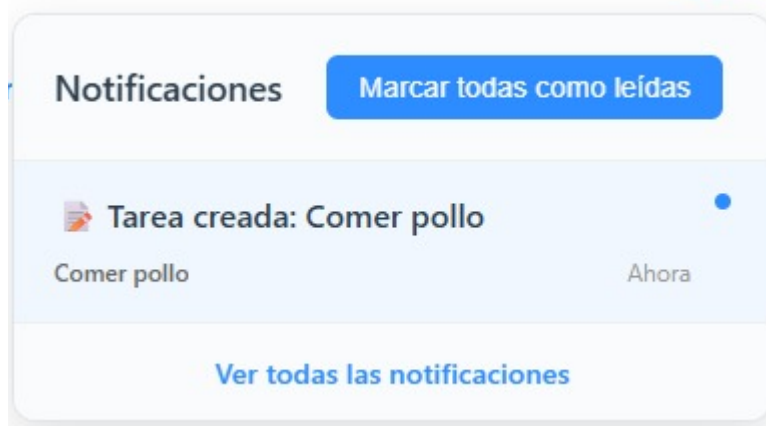 Notificaciones Marcar todas como leídas
Tarea creada: Comer pollo
Comer pollo Ahora
Ver todas las notificaciones